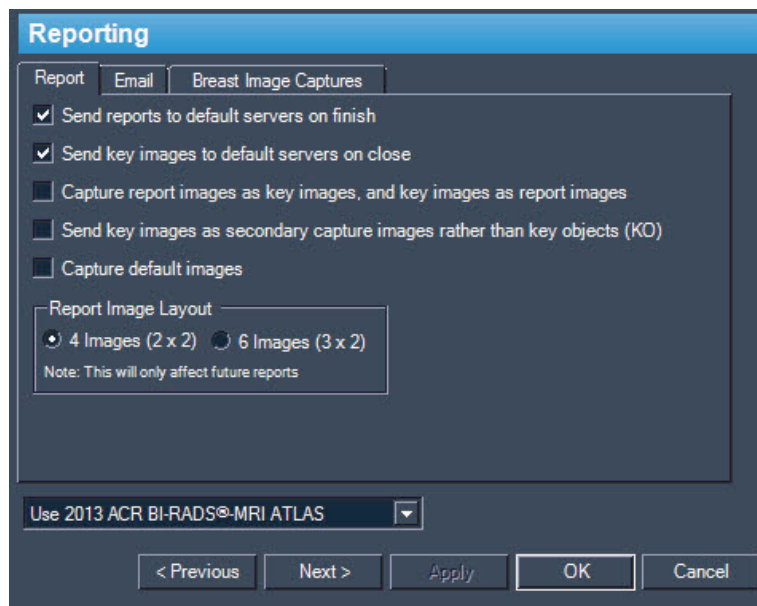 Reporting
Report Email Breast Image Captures
Send reports to default servers on finish
Send key images to default servers on close
Capture report images as key images, and key images as report images
Send key images as secondary capture images rather than key objects (KO)
Capture default images
Report Image Layout
4 Images (2 x 2) 6 Images (3 x 2)
Note: This will only affect future reports
Use 2013 ACR BI-RADS®-MRI ATLAS
< Previous Next > Apply OK Cancel